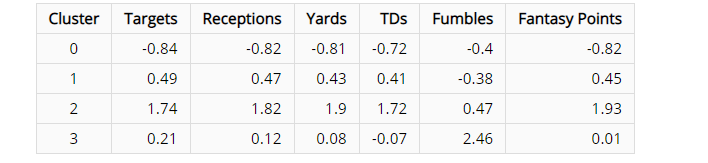 Cluster Targets Receptions Yards TDs Fumbles Fantasy Points
0 -0.84 -0.82 -0.81 -0.72 -0.4 -0.82
1 0.49 0.47 0.43 0.41 -0.38 0.45
2 1.74 1.82 1.9 1.72 0.47 1.93
3 0.21 0.12 0.08 -0.07 2.46 0.01